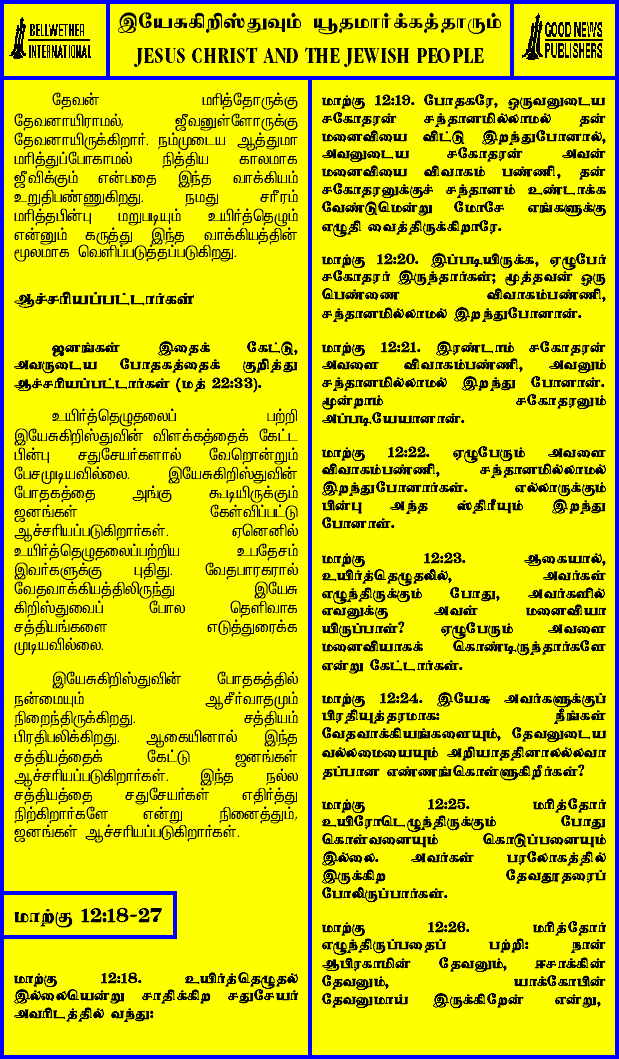 BELLWETHER
INTERNATIONAL
இயேசுகிறிஸ்துவும் யூதமார்க்கத்தாரும்
JESUS CHRIST AND THE JEWISH PEOPLE
GOOD NEWS
PUBLISHERS
தேவன் மரித்தோருக்கு
தேவனாயிராமல், ஜீவனுள்ளோருக்கு
தேவனாயிருக்கிறார். நம்முடைய ஆத்துமா
மரித்துப்போகாமல் நித்திய காலமாக
ஜீவிக்கும் என்பதை இந்த வாக்கியம்
உறுதிபண்ணுகிறது. நமது சரீரம்
மரித்தபின்பு மறுபடியும் உயிர்த்தெழும்
என்னும் கருத்து இந்த வாக்கியத்தின்
மூலமாக வெளிப்படுத்தப்படுகிறது.
ஆச்சரியப்பட்டார்கள்
ஜனங்கள் இதைக் கேட்டு,
அவருடைய போதகத்தைக் குறித்து
ஆச்சரியப்பட்டார்கள் (மத் 22:33).
உயிர்த்தெழுதலைப் பற்றி
இயேசுகிறிஸ்துவின் விளக்கத்தைக் கேட்ட
பின்பு சதுசேயர்களால் வேறொன்றும்
பேசமுடியவில்லை. இயேசுகிறிஸ்துவின்
போதகத்தை அங்கு கூடியிருக்கும்
ஜனங்கள் கேள்விப்பட்டு
ஆச்சரியப்படுகிறார்கள். ஏனெனில்
உயிர்த்தெழுதலைப்பற்றிய உபதேசம்
இவர்களுக்கு புதிது. வேதபாரகரால்
வேதவாக்கியத்திலிருந்து இயேசு
கிறிஸ்துவைப் போல தெளிவாக
சத்தியங்களை எடுத்துரைக்க
முடியவில்லை.
இயேசுகிறிஸ்துவின் போதகத்தில்
நன்மையும் ஆசீர்வாதமும்
நிறைந்திருக்கிறது. சத்தியம்
பிரதிபலிக்கிறது. ஆகையினால் இந்த
சத்தியத்தைக் கேட்டு ஜனங்கள்
ஆச்சரியப்படுகிறார்கள். இந்த நல்ல
சத்தியத்தை சதுசேயர்கள் எதிர்த்து
நிற்கிறார்களே என்று நினைத்தும்,
ஜனங்கள் ஆச்சரியப்படுகிறார்கள்.
மாற்கு 12:18-27
மாற்கு 12:18. உயிர்த்தெழுதல்
இல்லையென்று சாதிக்கிற சதுசேயர்
அவரிடத்தில் வந்து:
மாற்கு 12:19. போதகரே, ஒருவனுடைய
சகோதரன் சந்தானமில்லாமல் தன்
மனைவியை விட்டு இறந்துபோனால்,
அவனுடைய சகோதரன் அவன்
மனைவியை விவாகம் பண்ணி, தன்
சகோதரனுக்குச் சந்தானம் உண்டாக்க
வேண்டுமென்று மோசே எங்களுக்கு
எழுதி வைத்திருக்கிறாரே.
மாற்கு 12:20. இப்படியிருக்க, ஏழுபேர்
சகோதரர் இருந்தார்கள்; மூத்தவன் ஒரு
பெண்ணை விவாகம்பண்ணி,
சந்தானமில்லாமல் இறந்துபோனான்.
மாற்கு 12:21. இரண்டாம் சகோதரன்
அவளை விவாகம்பண்ணி, அவனும்
சந்தானமில்லாமல் இறந்து போனான்.
மூன்றாம் சகோதரனும்
அப்படியேயானான்.
மாற்கு 12:22. ஏழுபேரும் அவளை
விவாகம்பண்ணி, சந்தானமில்லாமல்
இறந்துபோனார்கள். எல்லாருக்கும்
பின்பு அந்த ஸ்திரீயும் இறந்து
போனாள்.
மாற்கு 12:23. ஆகையால்,
உயிர்த்தெழுதலில், அவர்கள்
எழுந்திருக்கும் போது, அவர்களில்
எவனுக்கு அவள் மனைவியா
யிருப்பாள்? ஏழுபேரும் அவளை
மனைவியாகக் கொண்டிருந்தார்களே
என்று கேட்டார்கள்.
மாற்கு 12:24. இயேசு அவர்களுக்குப்
பிரதியுத்தரமாக: நீங்கள்
வேதவாக்கியங்களையும், தேவனுடைய
வல்லமையையும் அறியாததினாலல்லவா
தப்பான எண்ணங்கொள்ளுகிறீர்கள்?
மாற்கு 12:25. மரித்தோர்
உயிரோடெழுந்திருக்கும் போது
கொள்வனையும் கொடுப்பனையும்
இல்லை. அவர்கள் பரலோகத்தில்
இருக்கிற தேவதூதரைப்
போலிருப்பார்கள்.
மாற்கு 12:26. மரித்தோர்
எழுந்திருப்பதைப் பற்றி: நான்
ஆபிரகாமின் தேவனும், ஈசாக்கின்
தேவனும், யாக்கோபின்
தேவனுமாய் இருக்கிறேன் என்று,